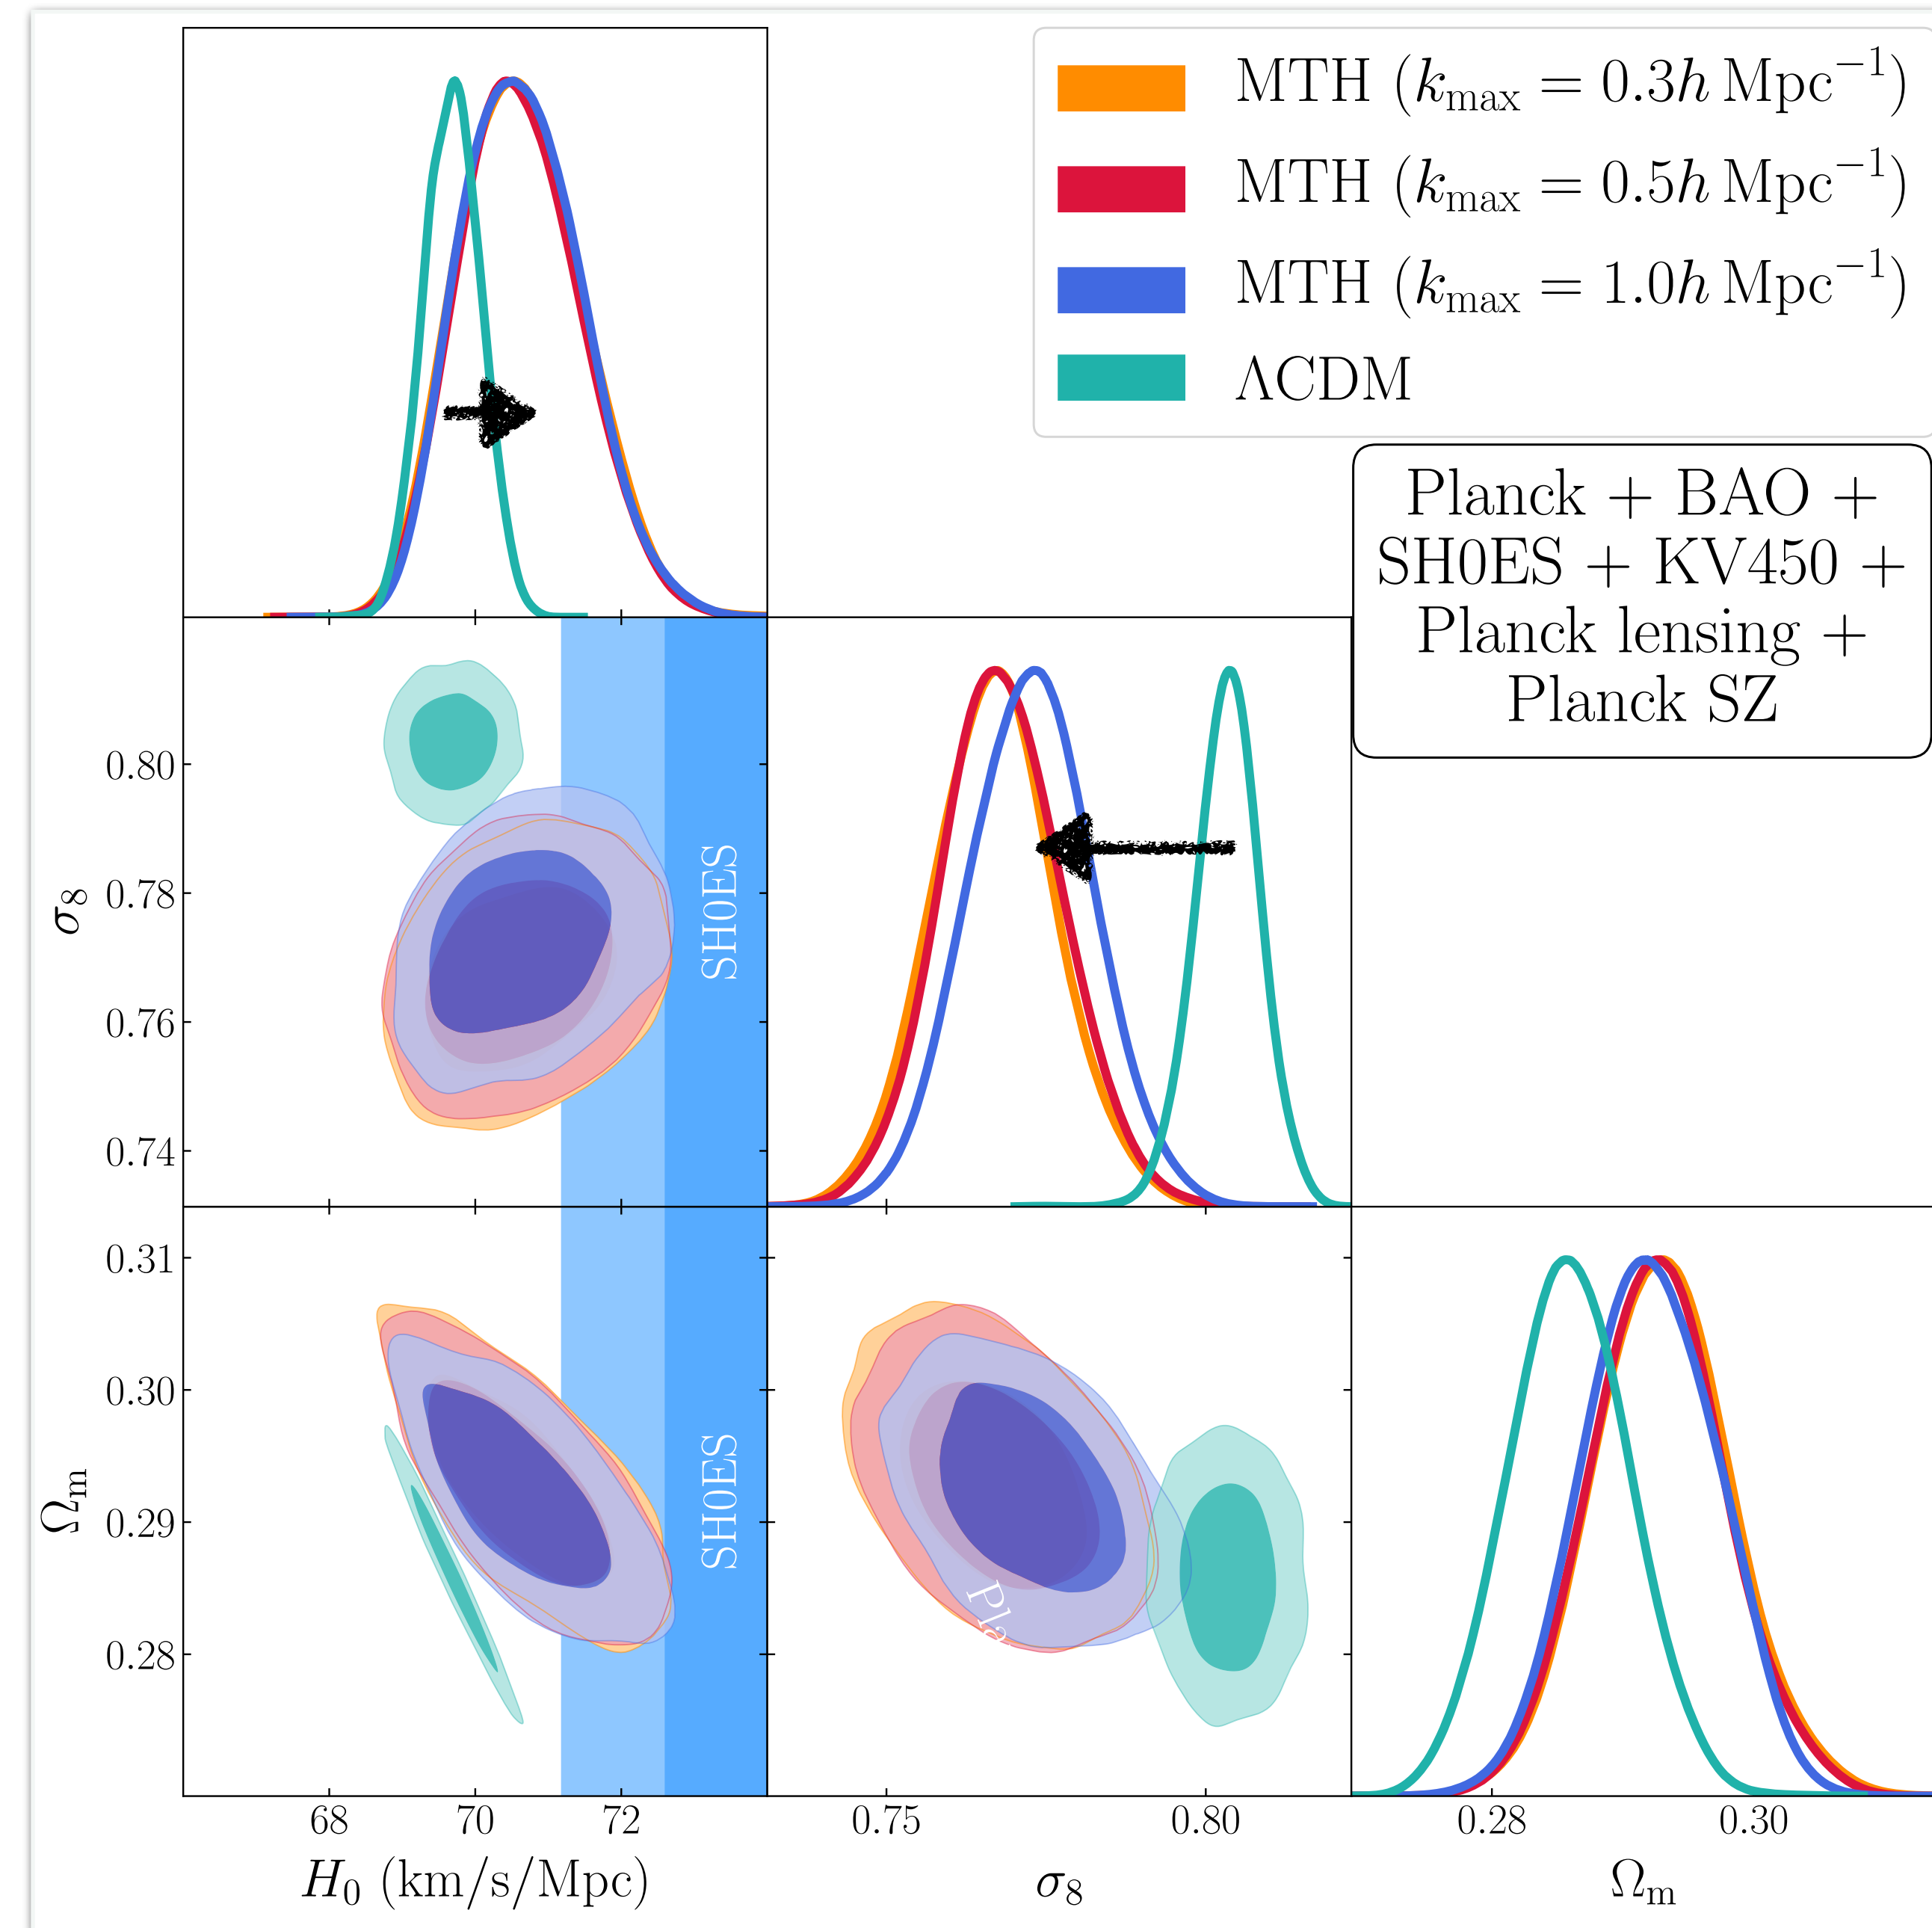 MTH (kmax = 0.3h Mpc−1)
MTH (kmax = 0.5h Mpc−1)
MTH (kmax = 1.0h Mpc−1)
ΛCDM
Planck + BAO +
SH0ES + KV450 +
Planck lensing +
Planck SZ
0.80
0.78
0.76
0.74
σ8
SH0ES
0.31
0.30
0.29
0.28
Ωm
SH0ES
68 70 72
0.75 0.80
0.28 0.30
H0 (km/s/Mpc)
σ8
Ωm